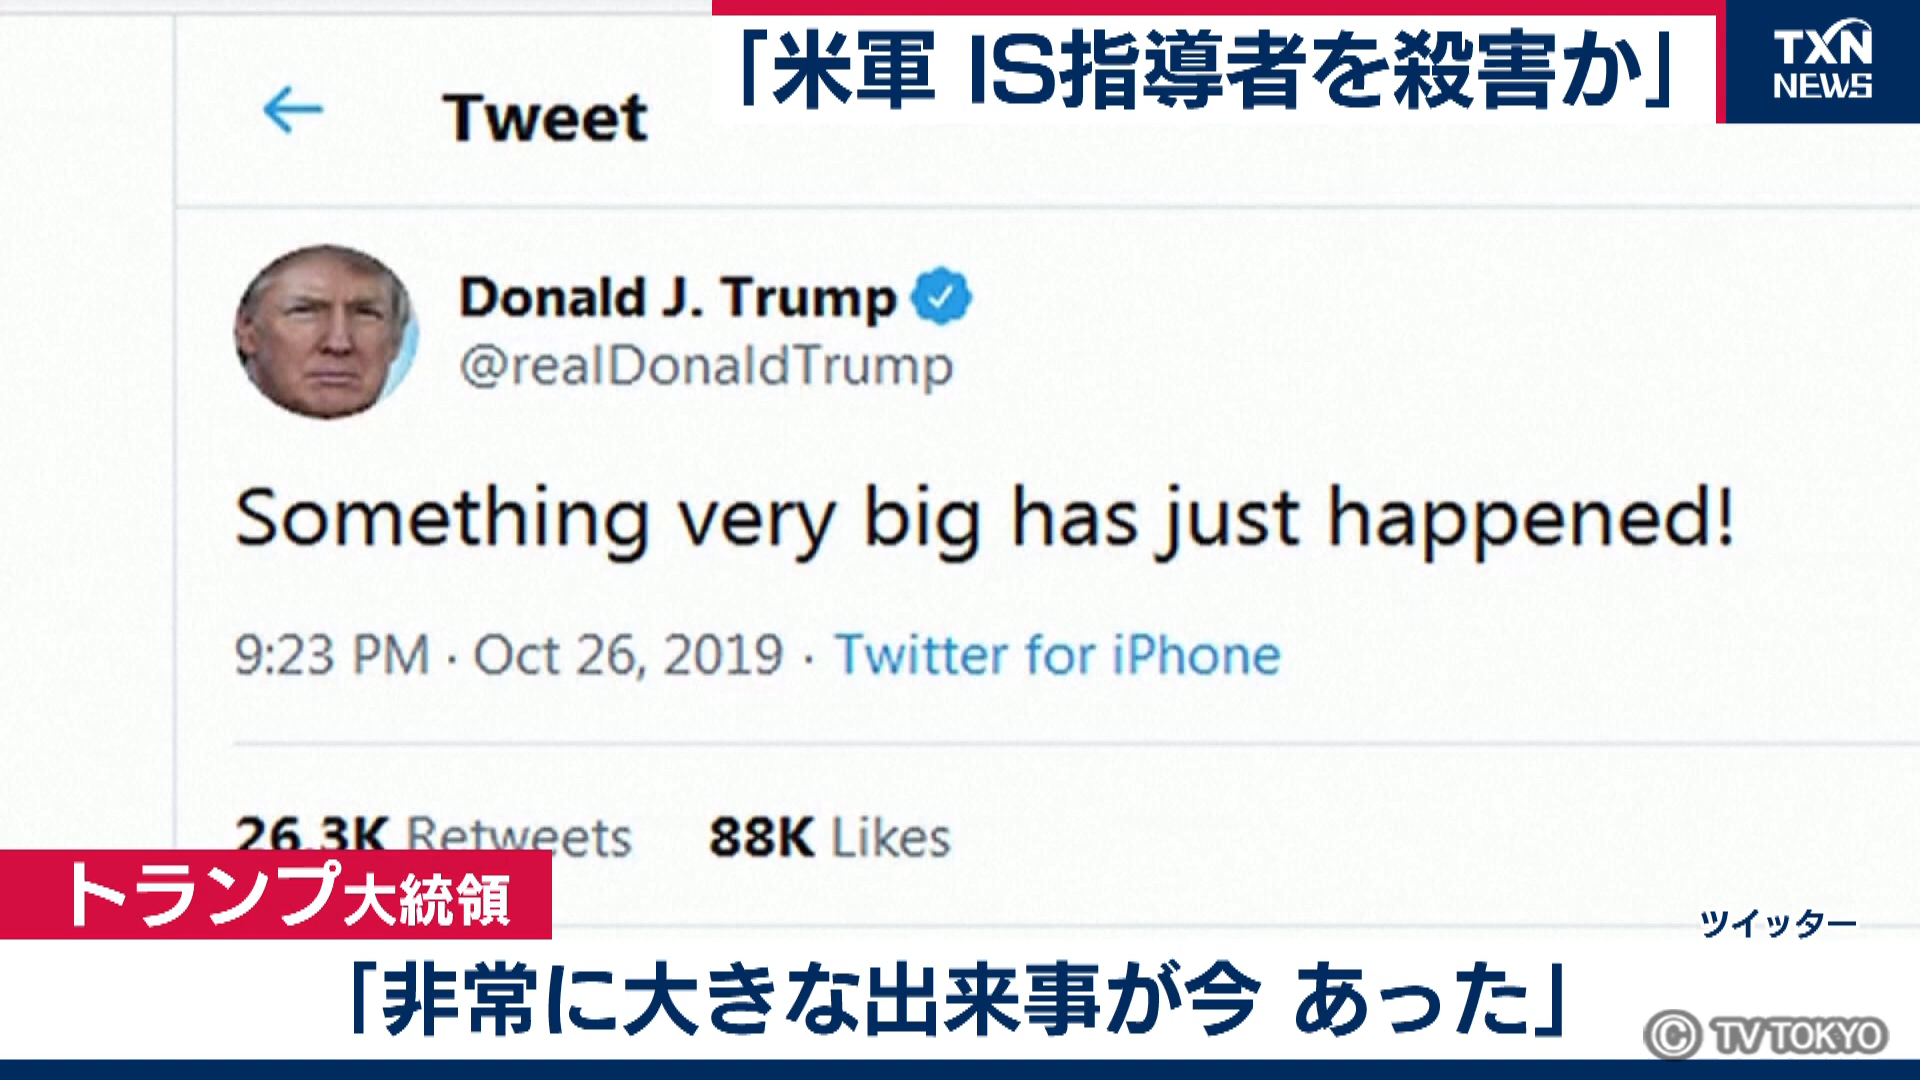 「米軍 IS指導者を殺害か」
TXN
NEWS
Tweet
Donald J. Trump
@realDonaldTrump
Something very big has just happened!
9:23 PM · Oct 26, 2019 · Twitter for iPhone
26.3K Retweets 88K Likes
トランプ大統領
ツイッター
「非常に大きな出来事が今 あった」
© TV TOKYO